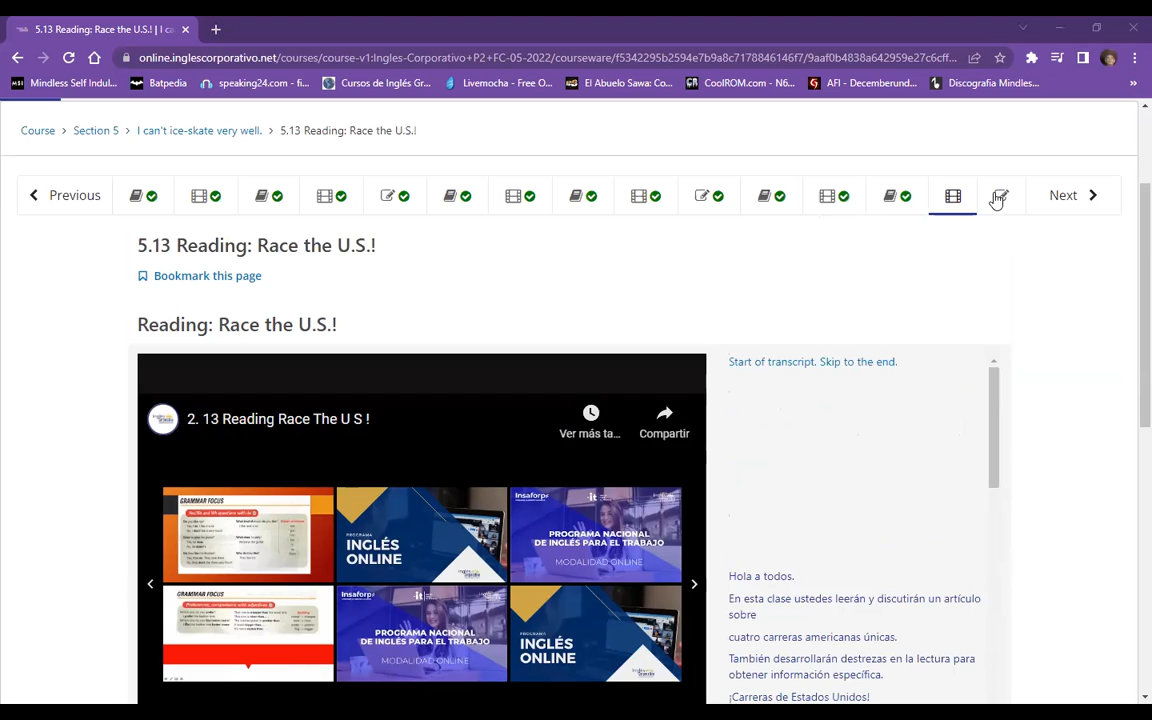 5.13 Reading: Race the U.S.! | I ca
online.inglescorporativo.net/courses/course-v1:Ingles-Corporativo+P2+FC-05-2022/courseware/f5342295b2594e7b9a8c7178846146f7/9aaf0b4838a642959e27c6cff...
Mindless Self Indul... Batpedia speaking24.com - fi... Cursos de Inglés Gr... Livemocha - Free O... El Abuelo Sawa: Co... CoolROM.com - N6... AFI - Decemberund... Discografia Mindles... »
Course > Section 5 > I can't ice-skate very well. > 5.13 Reading: Race the U.S.!
Previous
Next
5.13 Reading: Race the U.S.!
Bookmark this page
Reading: Race the U.S.!
Start of transcript. Skip to the end.
2. 13 Reading Race The U S !
Ver más ta...
Compartir
GRAMMAR FOCUS
PROGRAMA
INGLÉS
ONLINE
Insaforp
PROGRAMA NACIONAL
DE INGLÉS PARA EL TRABAJO
MODALIDAD ONLINE
GRAMMAR FOCUS
Insaforp
PROGRAMA NACIONAL
DE INGLÉS PARA EL TRABAJO
MODALIDAD ONLINE
PROGRAMA
INGLÉS
ONLINE
Hola a todos.
En esta clase ustedes leerán y discutirán un artículo
sobre
cuatro carreras americanas únicas.
También desarrollarán destrezas en la lectura para
obtener información específica.
¡Carreras de Estados Unidos!